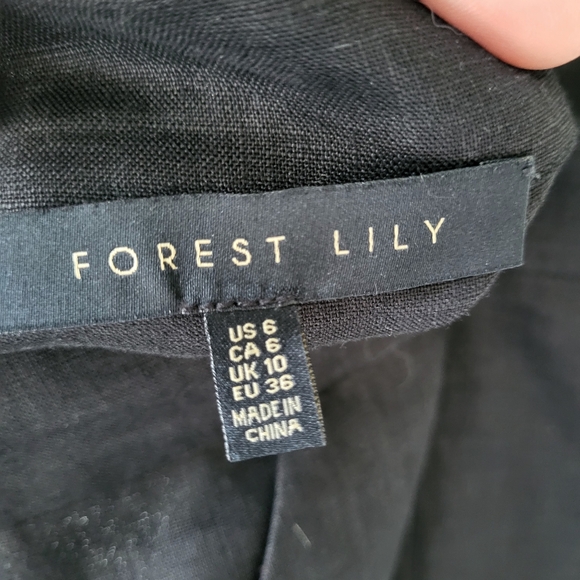 FOREST LILY
US 6
CA 6
UK 10
EU 36
MADE IN
CHINA